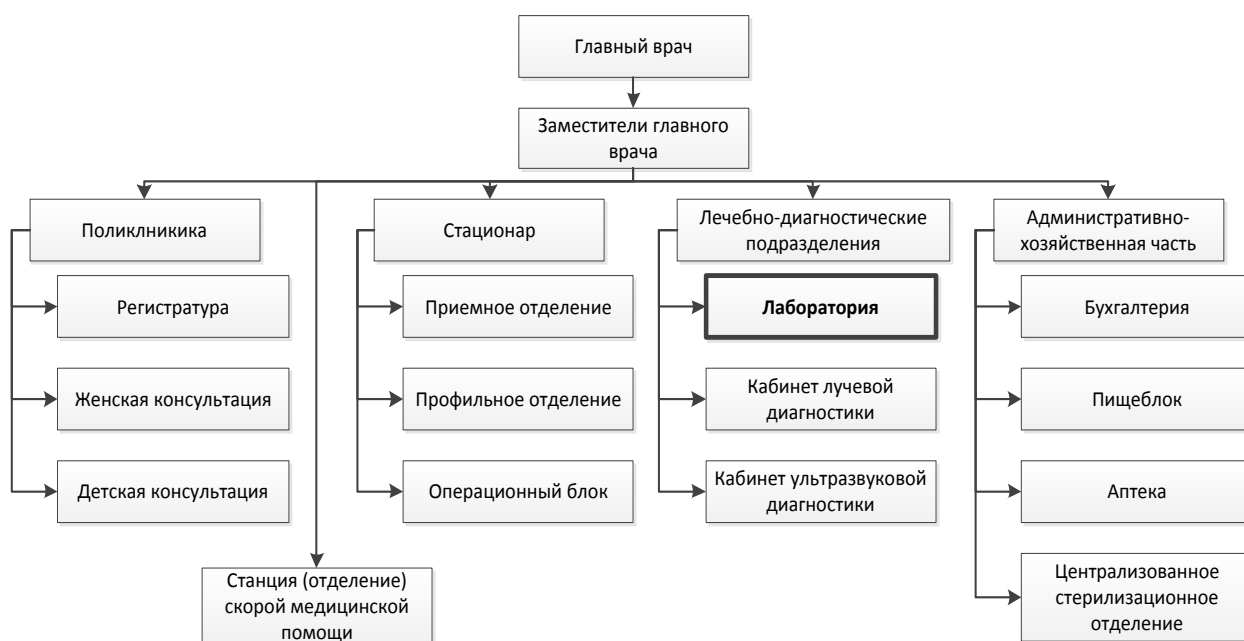 Главный врач
Заместители главного
врача
Поликлникика
Стационар
Лечебно-диагностические
подразделения
Административно-
хозяйственная часть
Регистратура
Приемное отделение
Лаборатория
Бухгалтерия
Женская консультация
Профильное отделение
Кабинет лучевой
диагностики
Пищеблок
Детская консультация
Операционный блок
Кабинет ультразвуковой
диагностики
Аптека
Станция (отделение)
скорой медицинской
помощи
Централизованное
стерилизационное
отделение